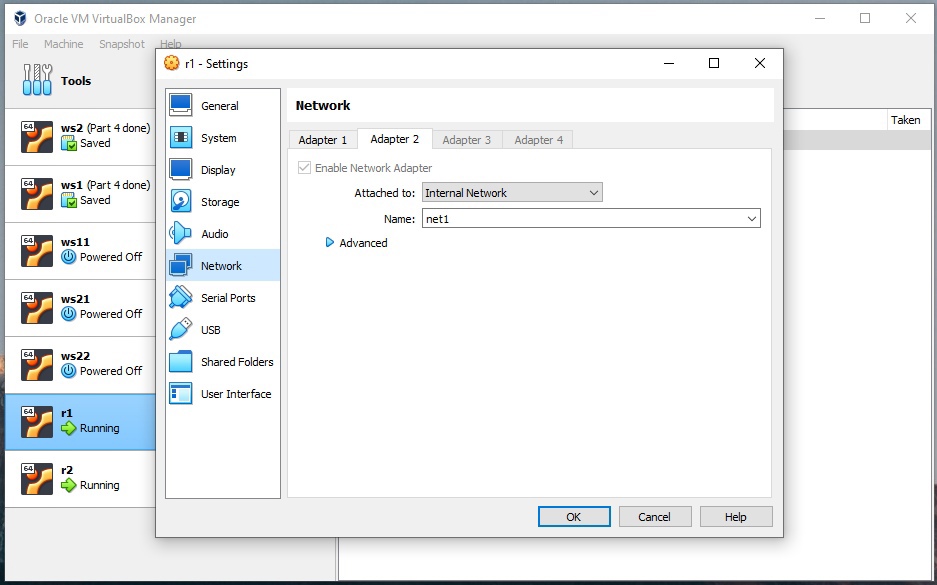 Oracle VM VirtualBox Manager
File Machine Snapshot Help
Tools
Taken
64 ws2 (Part 4 done)
Saved
64 ws1 (Part 4 done)
Saved
64 ws11
Powered Off
64 ws21
Powered Off
64 ws22
Powered Off
64 r1
Running
64 r2
Running
r1 - Settings
General
System
Display
Storage
Audio
Network
Serial Ports
USB
Shared Folders
User Interface
Network
Adapter 1 Adapter 2 Adapter 3 Adapter 4
Enable Network Adapter
Attached to: Internal Network
Name: net1
Advanced
OK Cancel Help